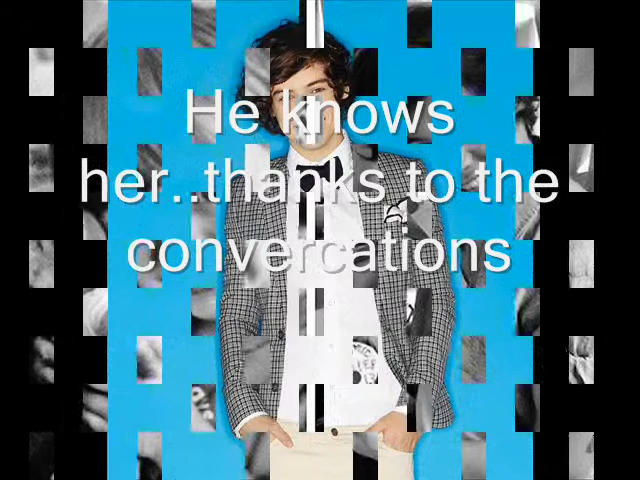 He knows
her..thanks to the
convercations